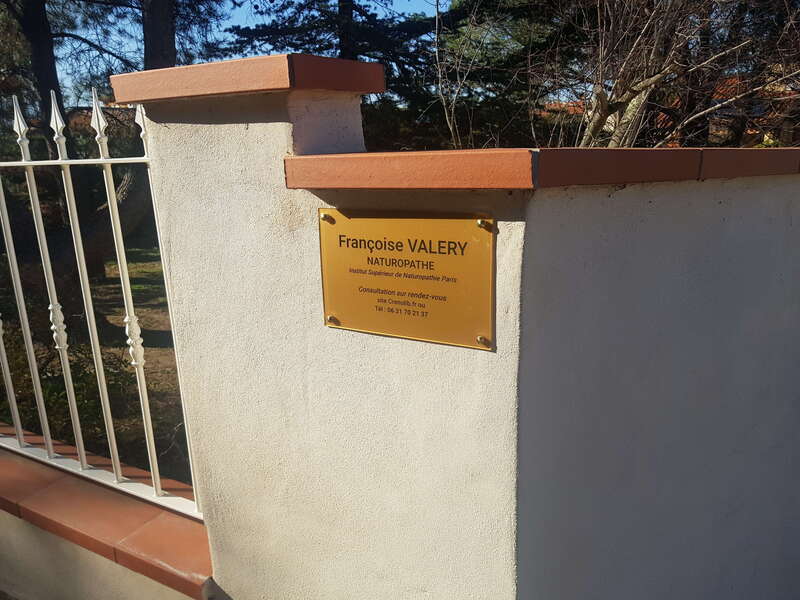 Françoise VALERY
NATUROPATHE
Institut Supérieur de Naturopathie Paris
Consultation sur rendez-vous
site Crenolib.fr ou
Tél : 06 31 70 21 37